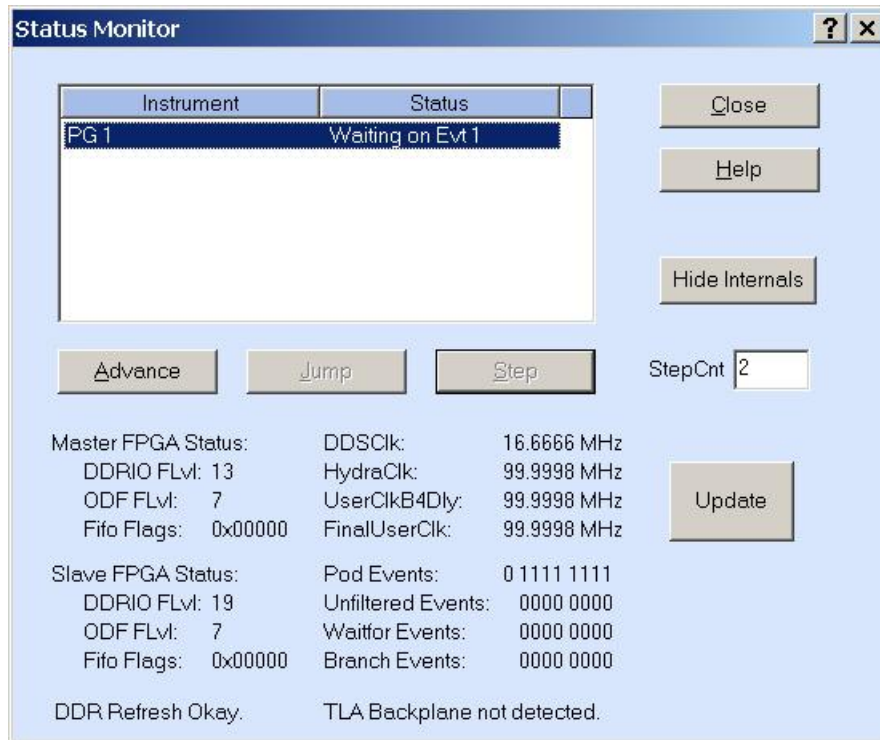 Status Monitor
? ×
Instrument Status
PG 1 Waiting on Evt 1
Close
Help
Hide Internals
Advance Jump Step StepCnt 2
Master FPGA Status: DDSClk: 16.6666 MHz
DDRIO FLvl: 13 HydraClk: 99.9998 MHz
ODF FLvl: 7 UserClkB4Dly: 99.9998 MHz
Fifo Flags: 0x00000 FinalUserClk: 99.9998 MHz
Update
Slave FPGA Status: Pod Events: 0 1111 1111
DDRIO FLvl: 19 Unfiltered Events: 0000 0000
ODF FLvl: 7 Waitfor Events: 0000 0000
Fifo Flags: 0x00000 Branch Events: 0000 0000
DDR Refresh Okay. TLA Backplane not detected.